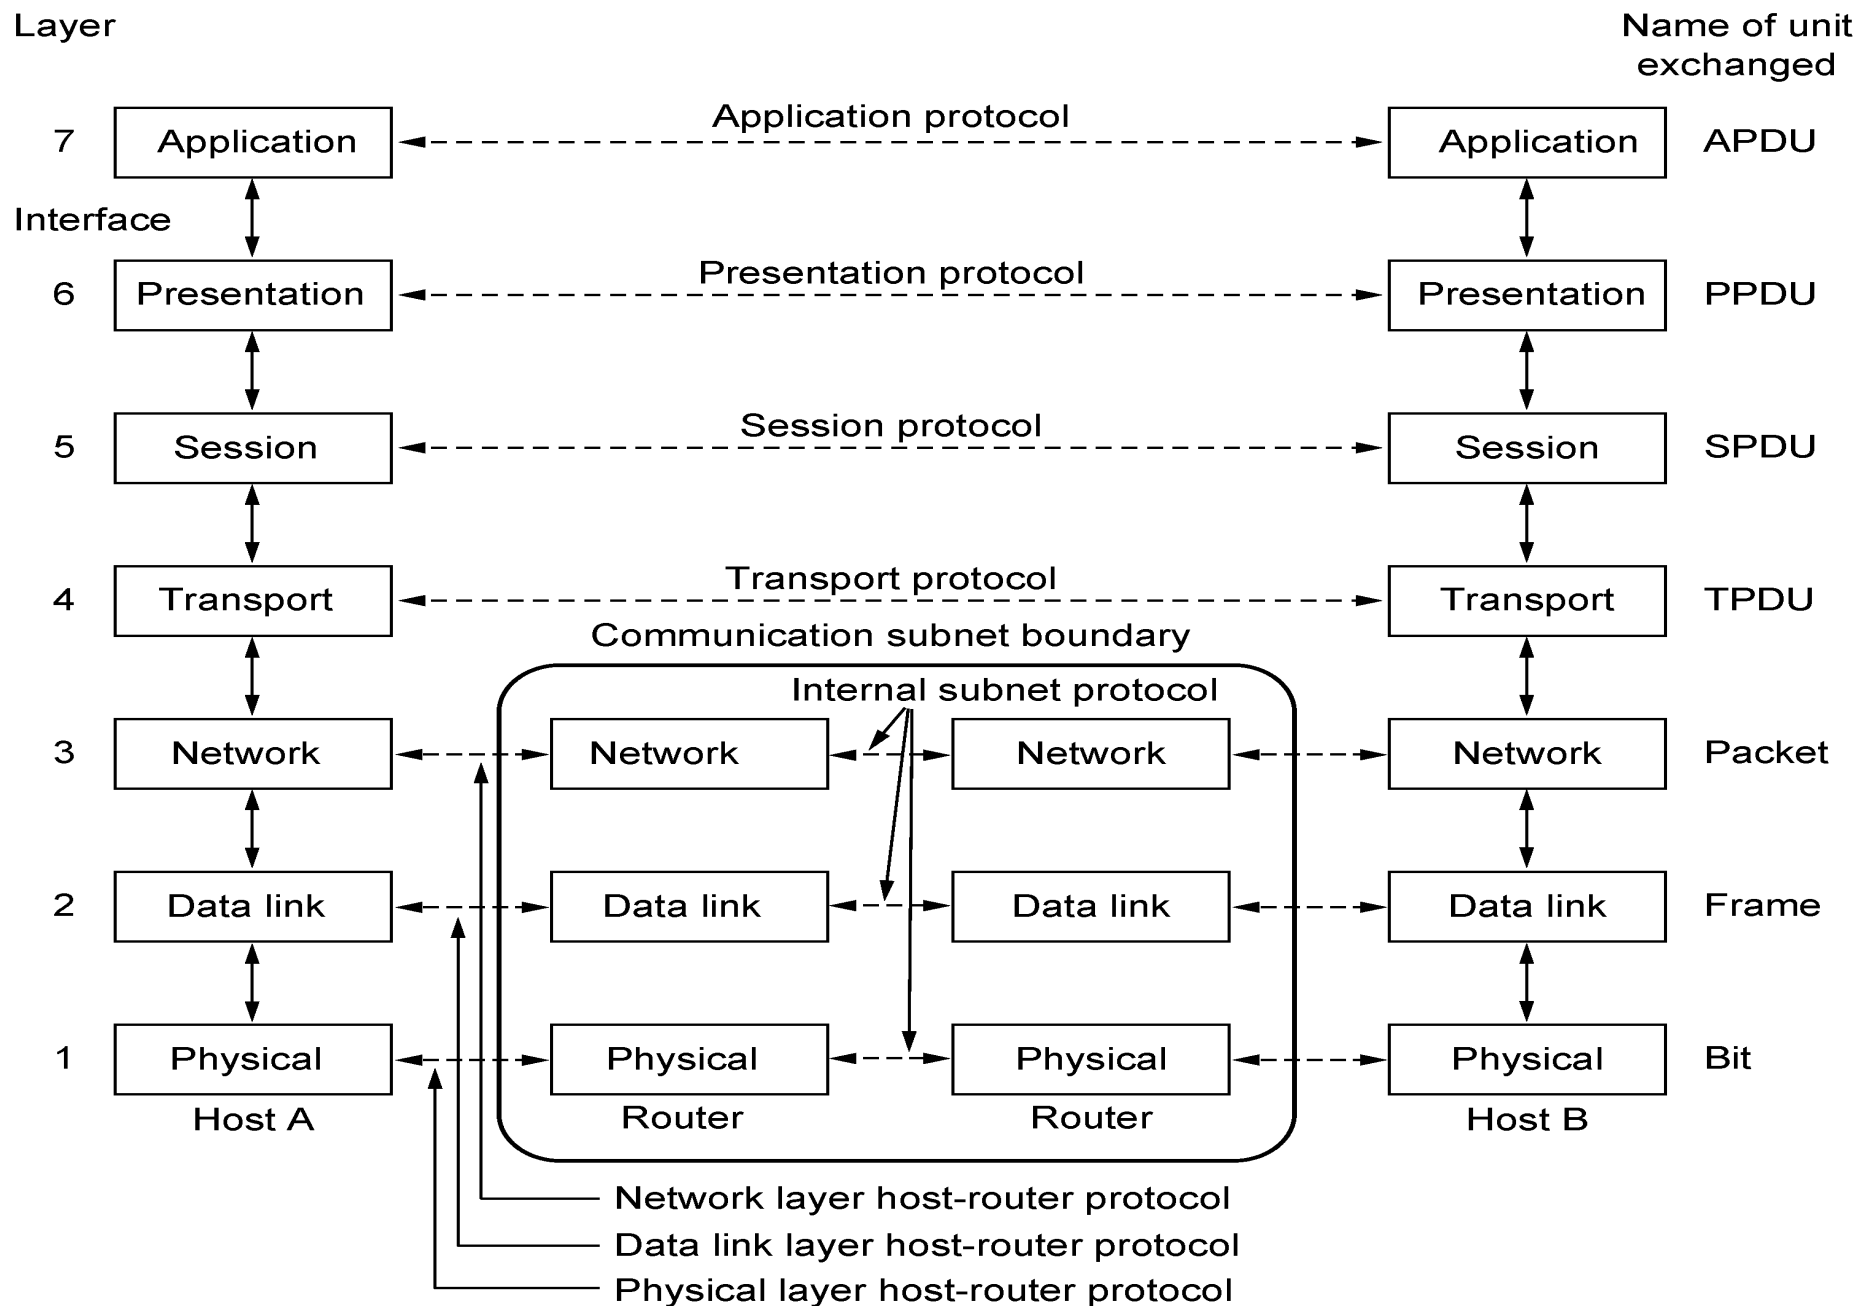 Layer
Name of unit
exchanged
7 Application Application protocol Application APDU
Interface
6 Presentation Presentation protocol Presentation PPDU
5 Session Session protocol Session SPDU
4 Transport Transport protocol Transport TPDU
Communication subnet boundary
Internal subnet protocol
3 Network Network Network Network Packet
2 Data link Data link Data link Data link Frame
1 Physical Physical Physical Physical Bit
Host A Router Router Host B
Network layer host-router protocol
Data link layer host-router protocol
Physical layer host-router protocol